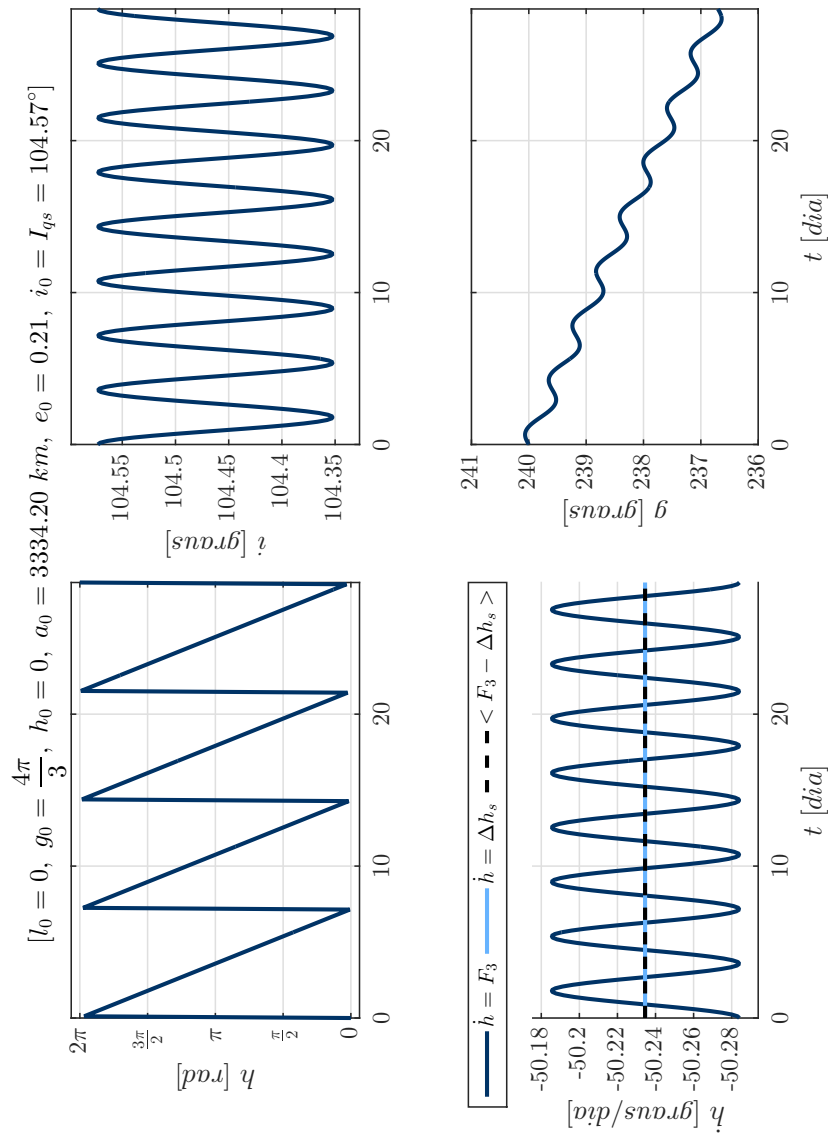 [l₀ = 0, g₀ = 4π/3, h₀ = 0, a₀ = 3334.20 km, e₀ = 0.21, i₀ = I_qs = 104.57°]
h [rad]
2π
3π/2
π
π/2
0
0 10 20
i [graus]
104.55
104.5
104.45
104.4
104.35
0 10 20
ḣ = F₃ ḣ = Δh_s < F₃ − Δh_s >
ḣ [graus/dia]
-50.18
-50.2
-50.22
-50.24
-50.26
-50.28
0 10 20
t [dia]
g [graus]
241
240
239
238
237
236
0 10 20
t [dia]